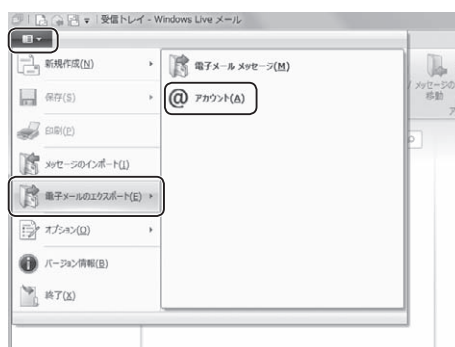 受信トレイ - Windows Live メール
新規作成(N)
電子メール メッセージ(M)
保存(S)
アカウント(A)
印刷(P)
メッセージのインポート(I)
電子メールのエクスポート(E)
オプション(O)
バージョン情報(B)
終了(X)
メッセージの
移動